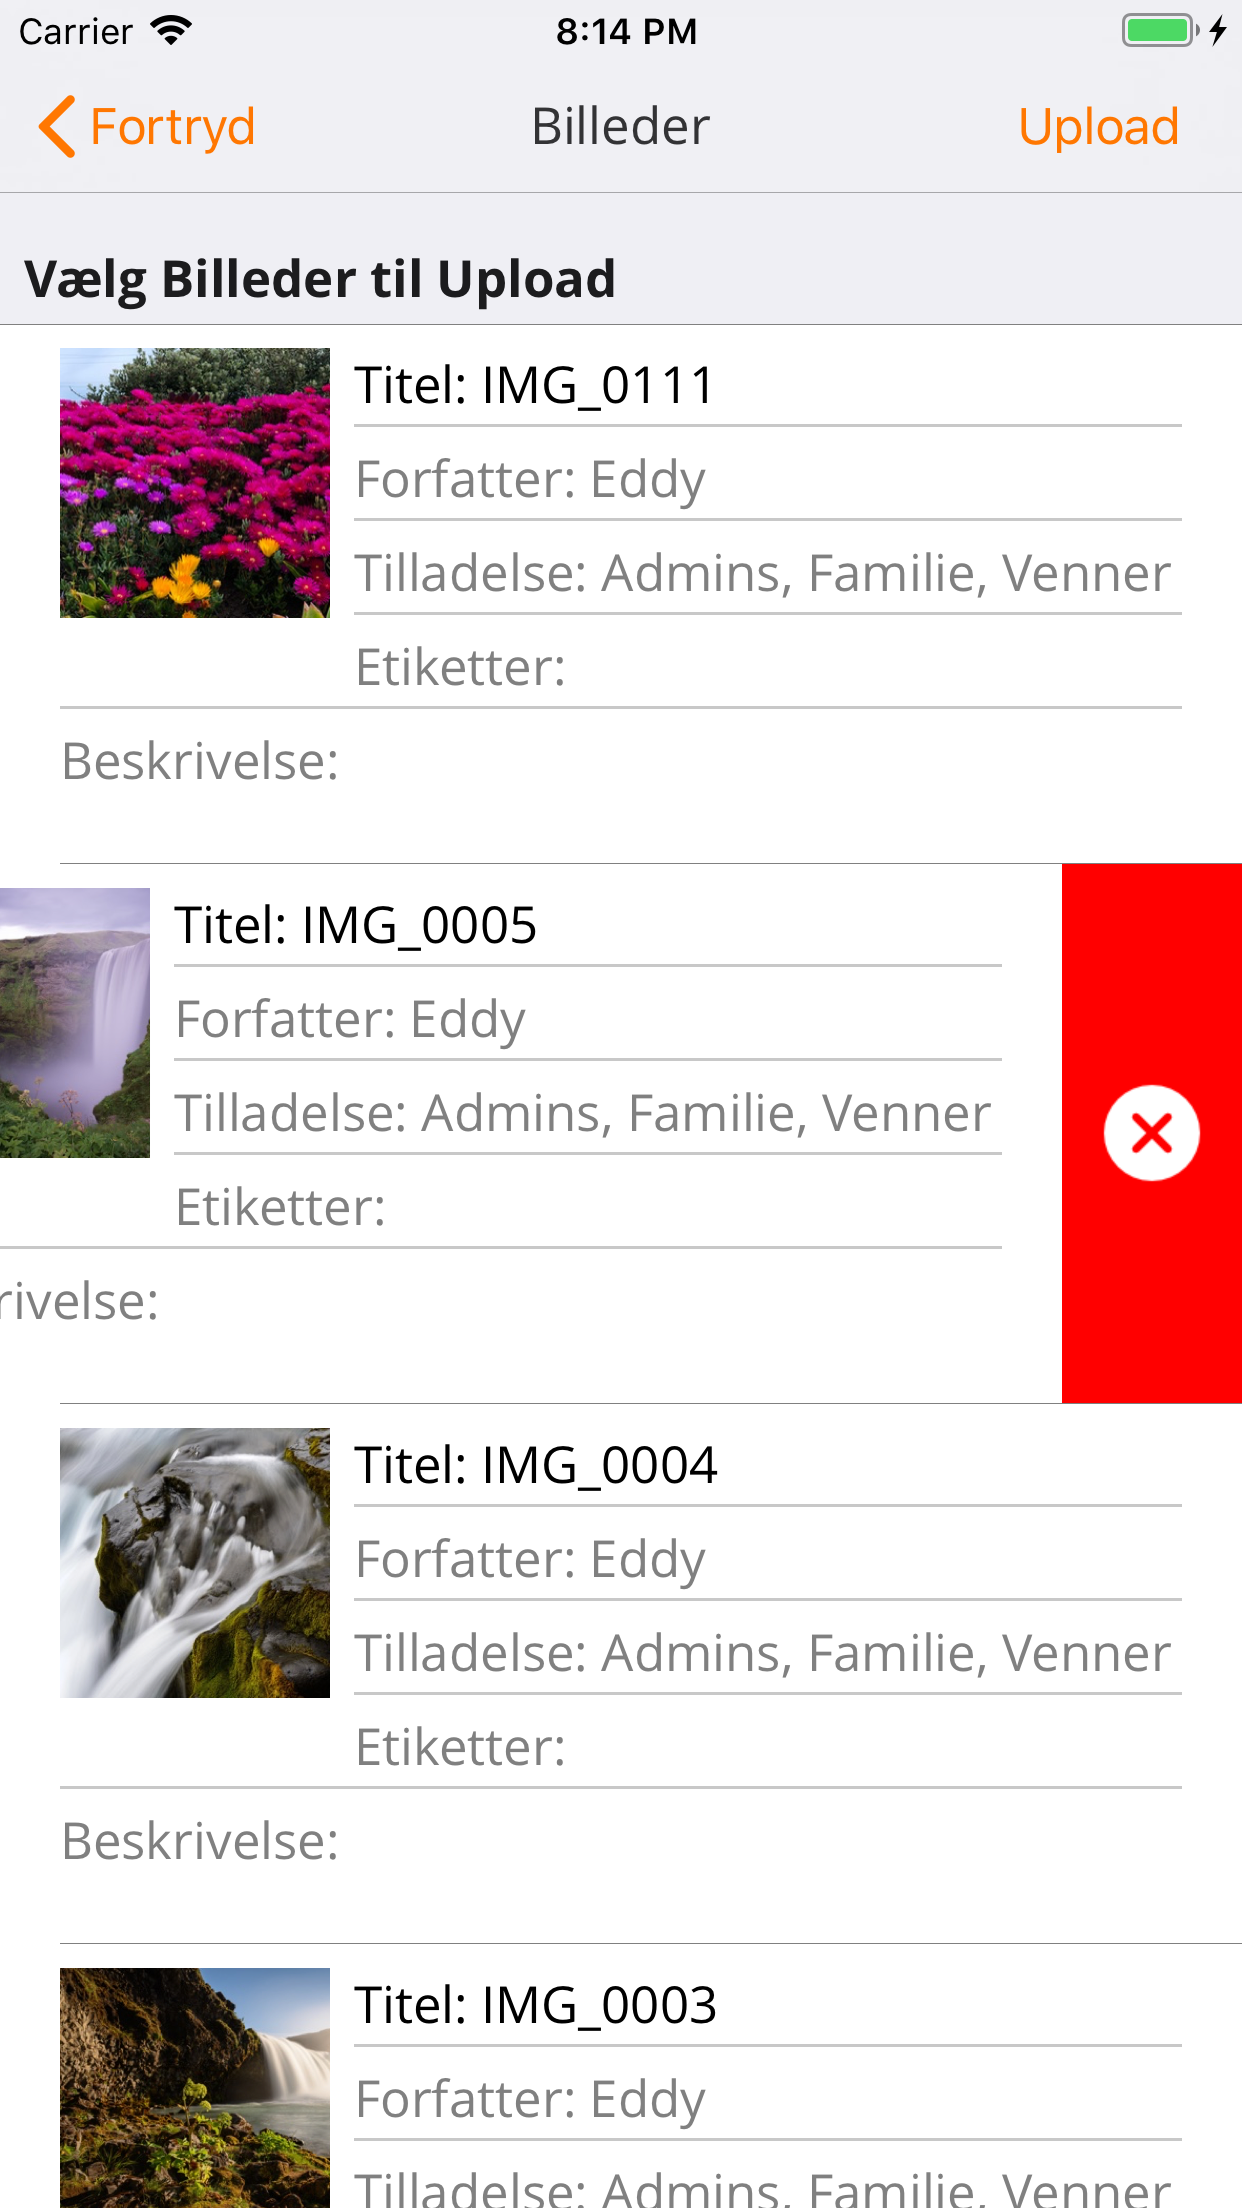 Carrier 8:14 PM
Fortryd Billeder Upload
Vælg Billeder til Upload
Titel: IMG_0111
Forfatter: Eddy
Tilladelse: Admins, Familie, Venner
Etiketter:
Beskrivelse:
Titel: IMG_0005
Forfatter: Eddy
Tilladelse: Admins, Familie, Venner
Etiketter:
rivelse:
Titel: IMG_0004
Forfatter: Eddy
Tilladelse: Admins, Familie, Venner
Etiketter:
Beskrivelse:
Titel: IMG_0003
Forfatter: Eddy
Tilladelse: Admins, Familie, Venner